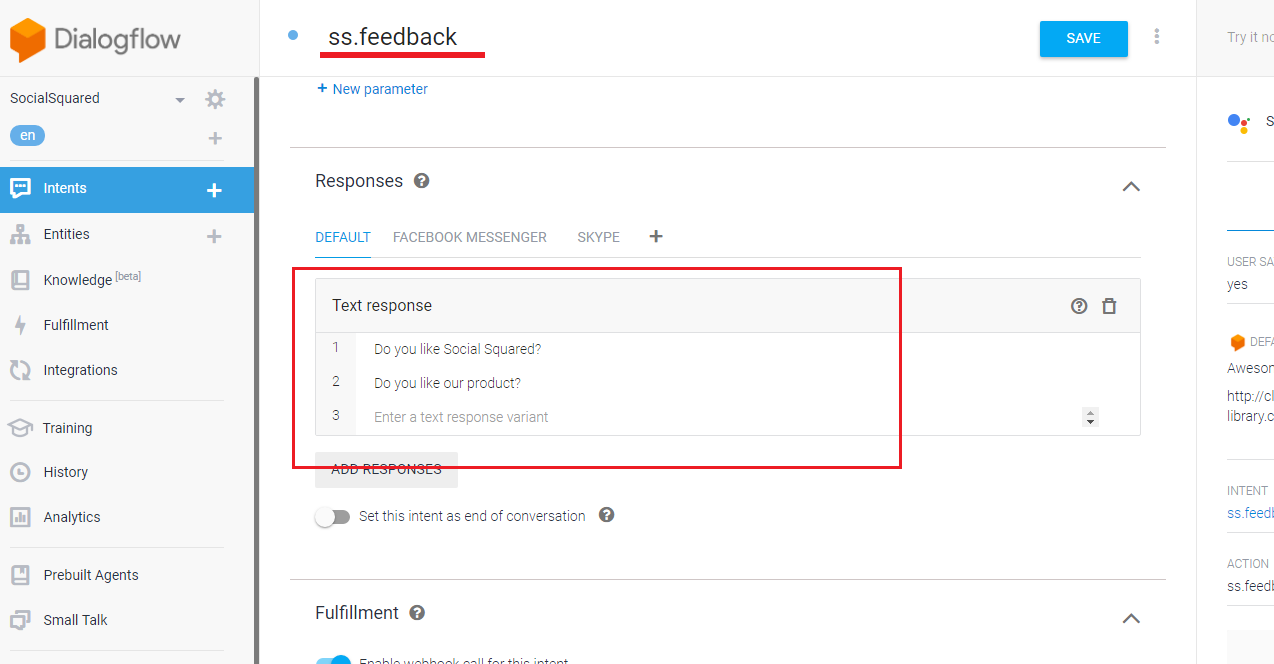 Dialogflow
ss.feedback
SAVE
Try it no
SocialSquared
en
Intents
Entities
Knowledge [beta]
Fulfillment
Integrations
Training
History
Analytics
Prebuilt Agents
Small Talk
+ New parameter
Responses
DEFAULT FACEBOOK MESSENGER SKYPE
Text response
1 Do you like Social Squared?
2 Do you like our product?
3 Enter a text response variant
ADD RESPONSES
Set this intent as end of conversation
Fulfillment
Enable webhook call for this intent
S
USER SA
yes
DEFA
Awesom
http://cl
library.c
INTENT
ss.feedb
ACTION
ss.feedb